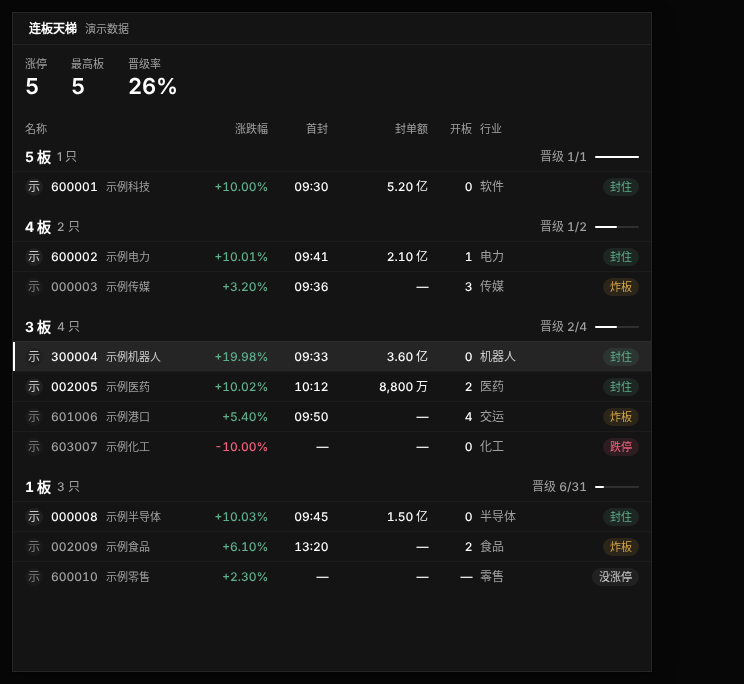 连板天梯 演示数据
涨停 最高板 晋级率
5 5 26%
名称 涨跌幅 首封 封单额 开板 行业
5 板 1 只 晋级 1/1
示 600001 示例科技 +10.00% 09:30 5.20 亿 0 软件 封住
4 板 2 只 晋级 1/2
示 600002 示例电力 +10.01% 09:41 2.10 亿 1 电力 封住
示 000003 示例传媒 +3.20% 09:36 — 3 传媒 炸板
3 板 4 只 晋级 2/4
示 300004 示例机器人 +19.98% 09:33 3.60 亿 0 机器人 封住
示 002005 示例医药 +10.02% 10:12 8,800 万 2 医药 封住
示 601006 示例港口 +5.40% 09:50 — 4 交运 炸板
示 603007 示例化工 -10.00% — — 0 化工 跌停
1 板 3 只 晋级 6/31
示 000008 示例半导体 +10.03% 09:45 1.50 亿 0 半导体 封住
示 002009 示例食品 +6.10% 13:20 — 2 食品 炸板
示 600010 示例零售 +2.30% — — — 零售 没涨停